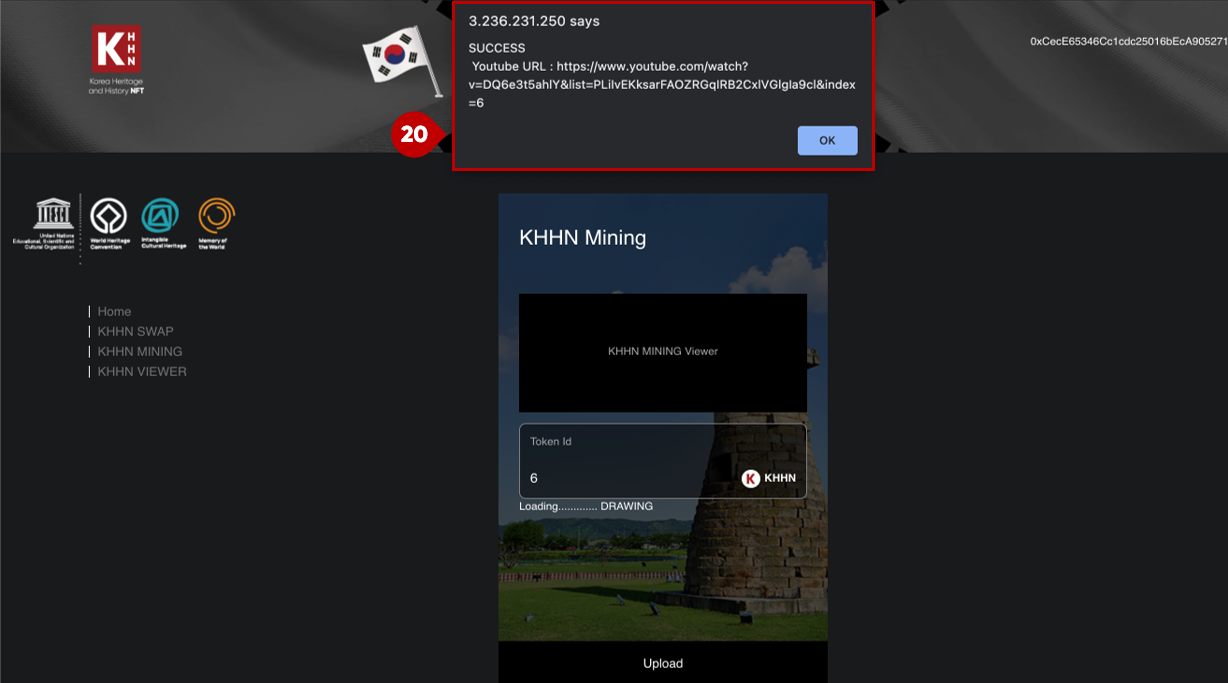 3.236.231.250 says
SUCCESS
Youtube URL : https://www.youtube.com/watch?
v=DQ6e3t5ahIY&list=PLiIvEKksarFAOZRGqIRB2CxIVGIgIa9cl&index
=6
OK
20
0xCecE65346Cc1cdc25016bEcA905271
K H H N
Korea Heritage
and History NFT
United Nations
Educational, Scientific and
Cultural Organization
World Heritage
Convention
Intangible
Cultural Heritage
Memory of
the World
Home
KHHN SWAP
KHHN MINING
KHHN VIEWER
KHHN Mining
KHHN MINING Viewer
Token Id
6
K KHHN
Loading............. DRAWING
Upload